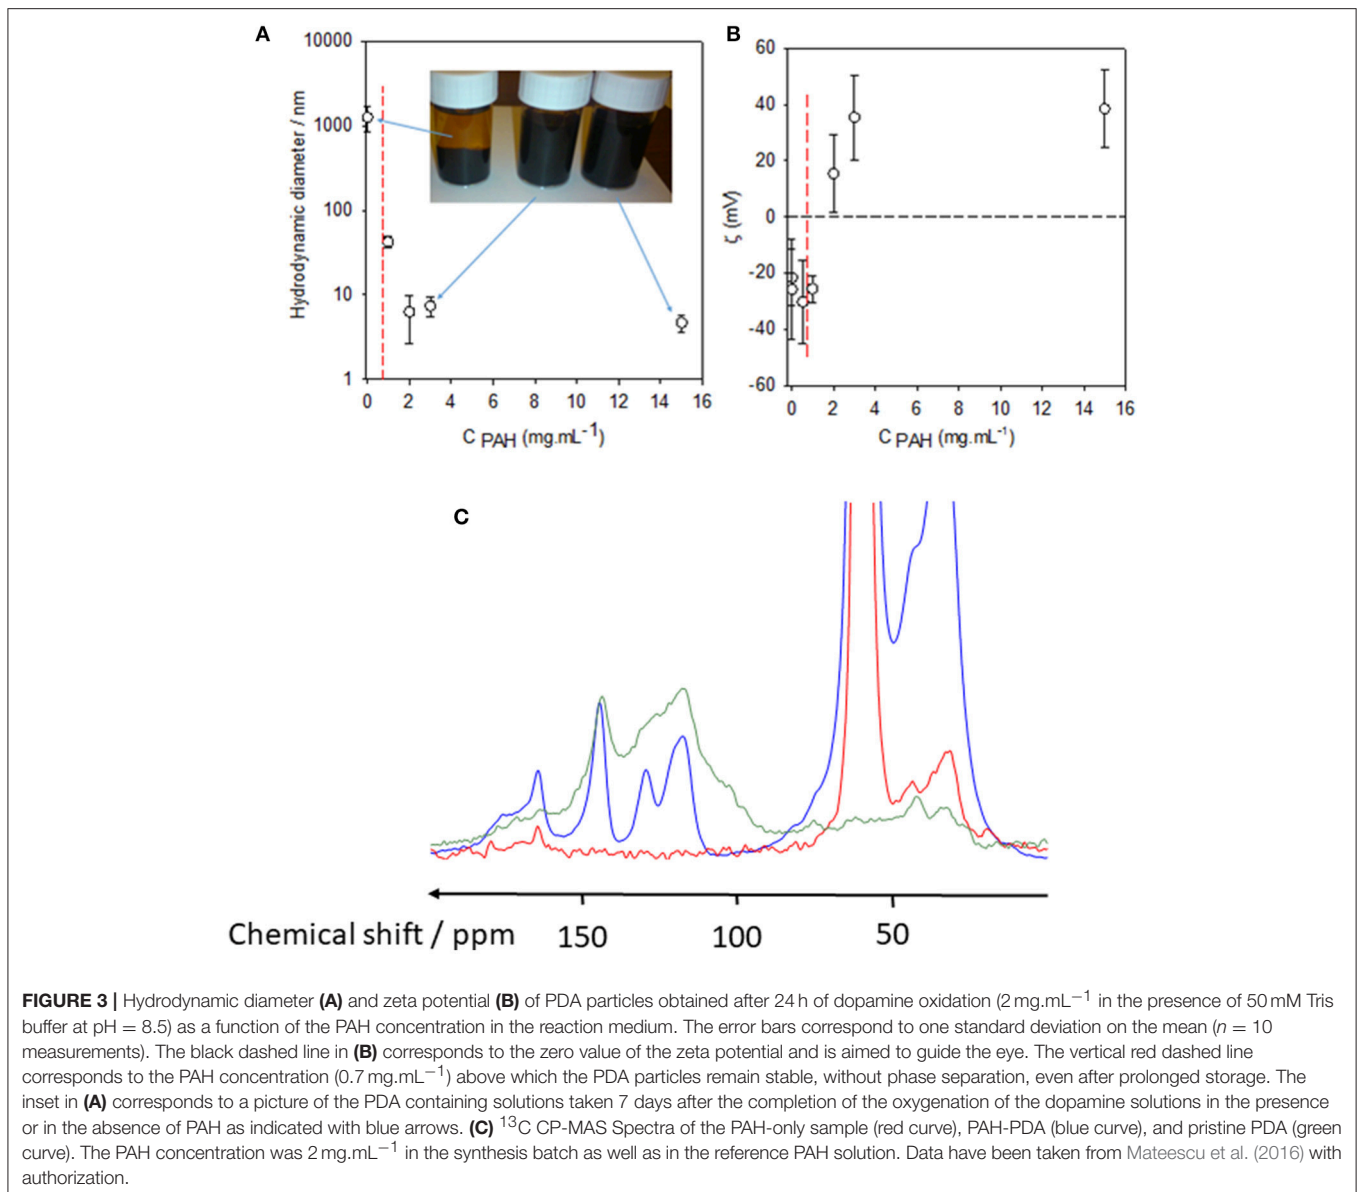 A
10000
1000
100
10
1
Hydrodynamic diameter / nm
0 2 4 6 8 10 12 14 16
C PAH (mg.mL-1)
B
60
40
20
0
-20
-40
-60
ζ (mV)
0 2 4 6 8 10 12 14 16
C PAH (mg.mL-1)
C
Chemical shift / ppm 150 100 50
FIGURE 3 | Hydrodynamic diameter (A) and zeta potential (B) of PDA particles obtained after 24 h of dopamine oxidation (2 mg.mL−1 in the presence of 50 mM Tris
buffer at pH = 8.5) as a function of the PAH concentration in the reaction medium. The error bars correspond to one standard deviation on the mean (n = 10
measurements). The black dashed line in (B) corresponds to the zero value of the zeta potential and is aimed to guide the eye. The vertical red dashed line
corresponds to the PAH concentration (0.7 mg.mL−1) above which the PDA particles remain stable, without phase separation, even after prolonged storage. The
inset in (A) corresponds to a picture of the PDA containing solutions taken 7 days after the completion of the oxygenation of the dopamine solutions in the presence
or in the absence of PAH as indicated with blue arrows. (C) 13C CP-MAS Spectra of the PAH-only sample (red curve), PAH-PDA (blue curve), and pristine PDA (green
curve). The PAH concentration was 2 mg.mL−1 in the synthesis batch as well as in the reference PAH solution. Data have been taken from Mateescu et al. (2016) with
authorization.